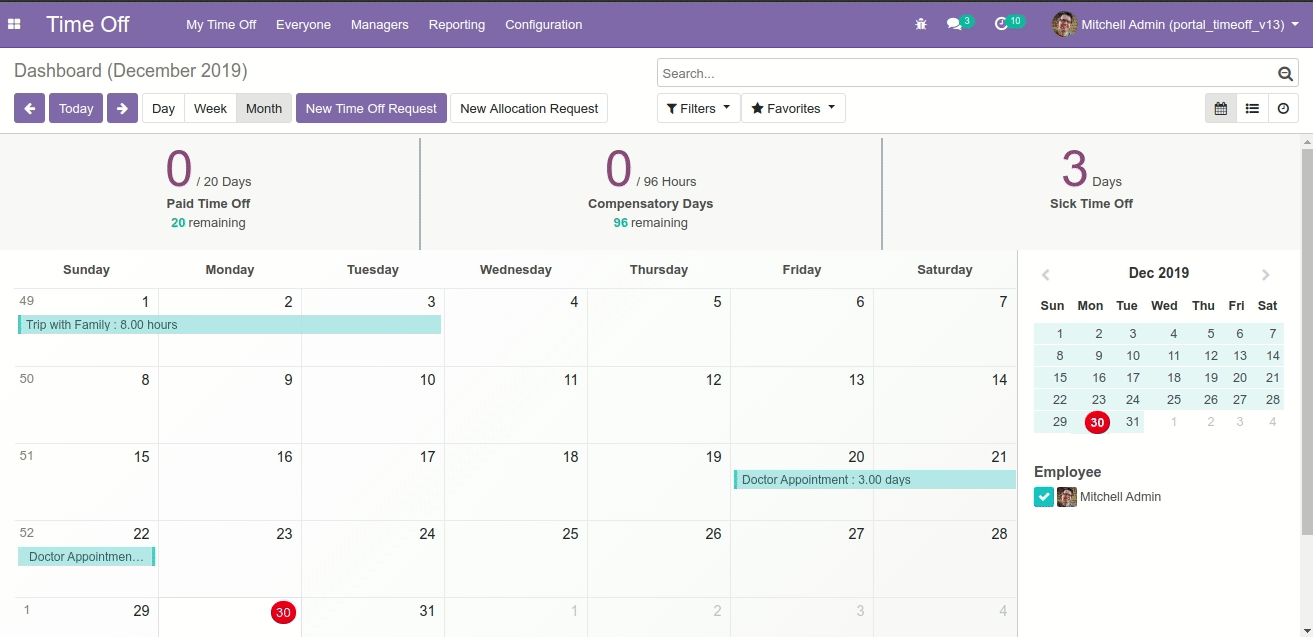 Time Off My Time Off Everyone Managers Reporting Configuration 3 10 Mitchell Admin (portal_timeoff_v13)
Dashboard (December 2019) Search...
Today Day Week Month New Time Off Request New Allocation Request Filters Favorites
0 / 20 Days
Paid Time Off
20 remaining
0 / 96 Hours
Compensatory Days
96 remaining
3 Days
Sick Time Off
Sunday Monday Tuesday Wednesday Thursday Friday Saturday
49 1 2 3 4 5 6 7
Trip with Family : 8.00 hours
50 8 9 10 11 12 13 14
51 15 16 17 18 19 20 21
Doctor Appointment : 3.00 days
52 22 23 24 25 26 27 28
Doctor Appointmen...
1 29 30 31 1 2 3 4
Dec 2019
Sun Mon Tue Wed Thu Fri Sat
1 2 3 4 5 6 7
8 9 10 11 12 13 14
15 16 17 18 19 20 21
22 23 24 25 26 27 28
29 30 31 1 2 3 4
Employee
Mitchell Admin